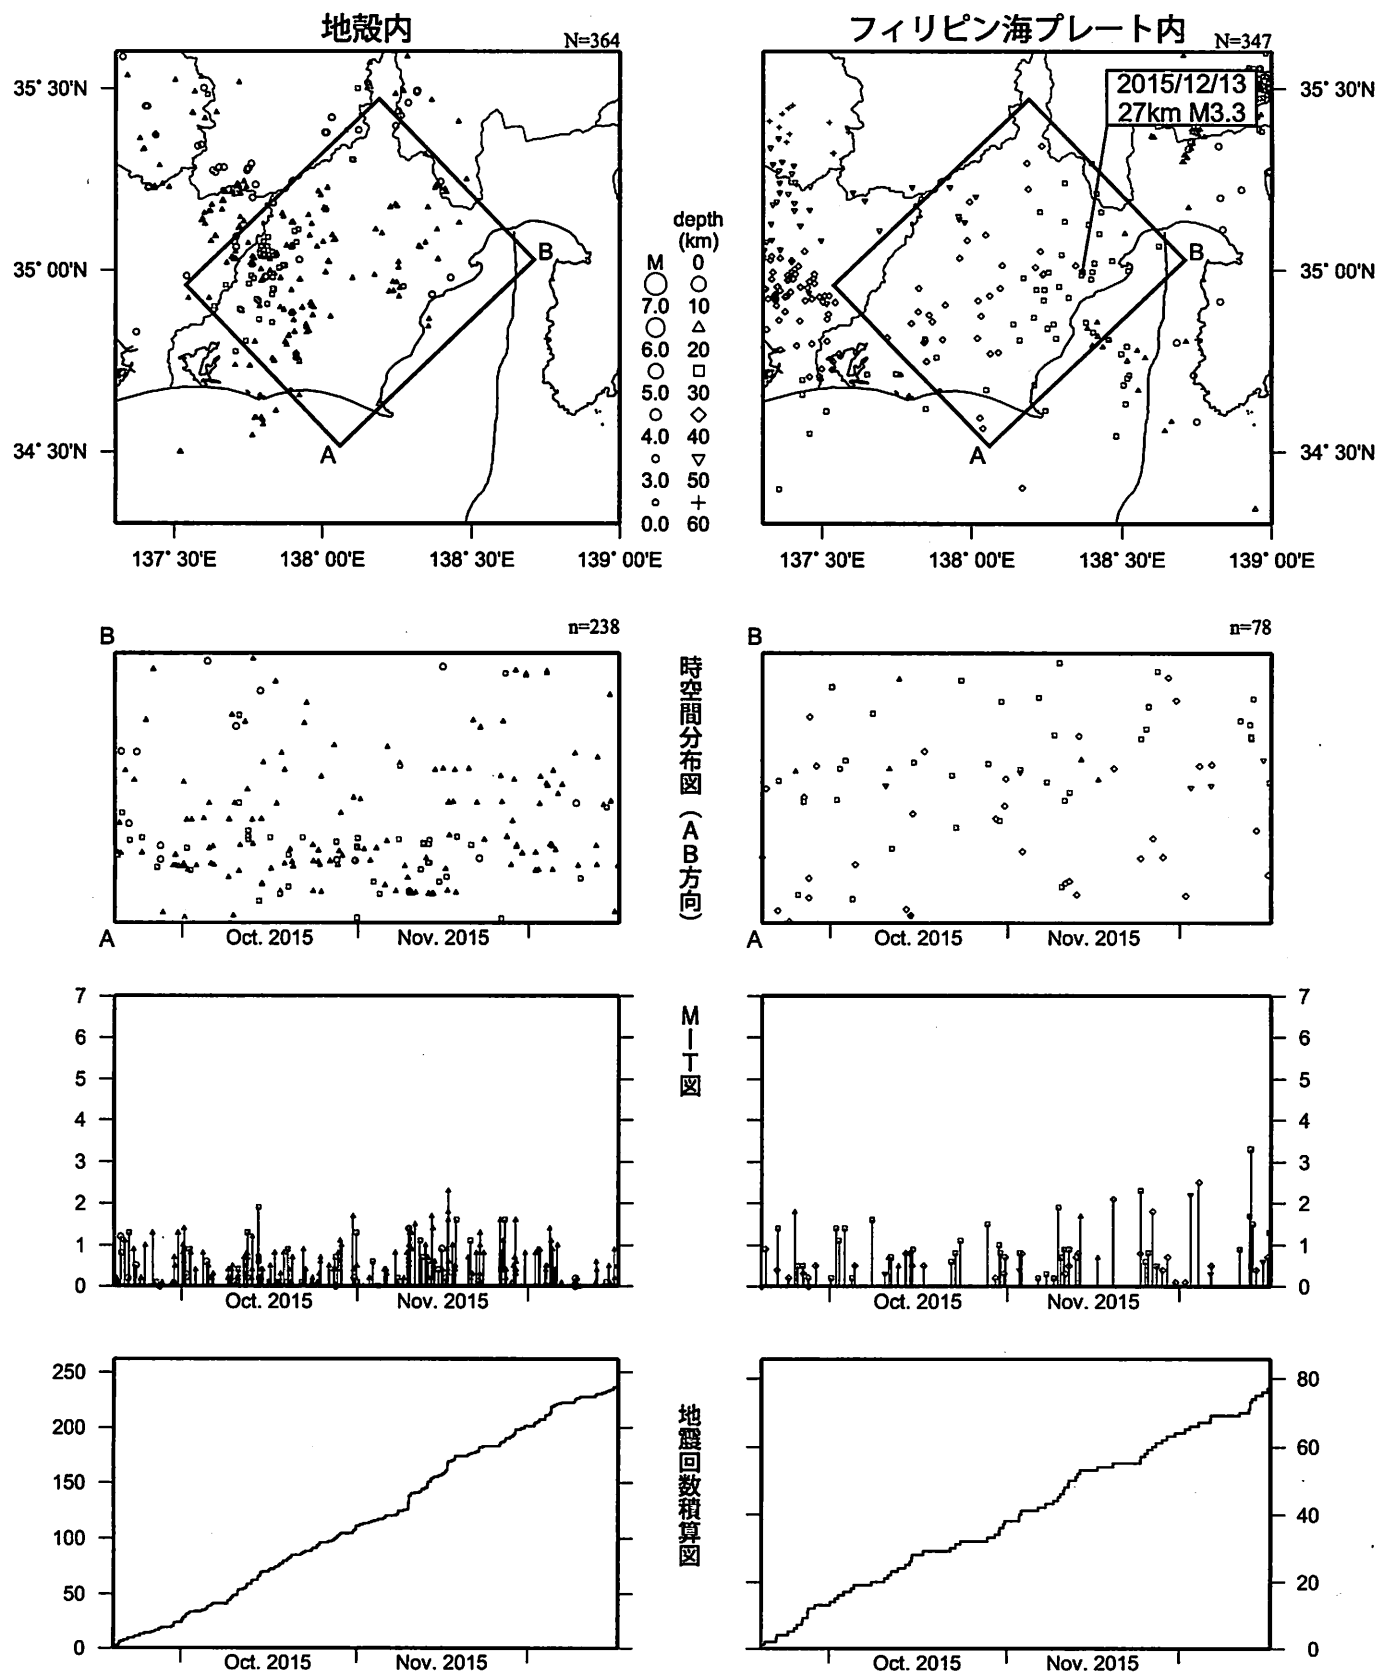 地殻内
フィリピン海プレート内
N=364
N=347
2015/12/13
27km M3.3
35° 30'N
35° 00'N
34° 30'N
35° 30'N
35° 00'N
34° 30'N
B
A
B
A
depth
(km)
M 0
7.0 10
6.0 20
5.0 30
4.0 40
3.0 50
0.0 60
137° 30'E 138° 00'E 138° 30'E 139° 00'E
137° 30'E 138° 00'E 138° 30'E 139° 00'E
B
n=238
A
Oct. 2015 Nov. 2015
時空間分布図（AB方向）
B
n=78
A
Oct. 2015 Nov. 2015
7
6
5
4
3
2
1
0
Oct. 2015 Nov. 2015
M―T図
7
6
5
4
3
2
1
0
Oct. 2015 Nov. 2015
250
200
150
100
50
0
Oct. 2015 Nov. 2015
地震回数積算図
80
60
40
20
0
Oct. 2015 Nov. 2015